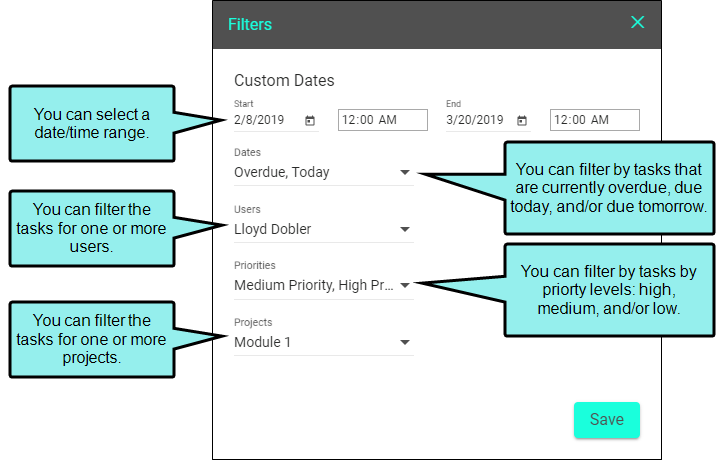 Filters
Custom Dates
You can select a
date/time range.
Start
End
2/8/2019
12:00 AM
3/20/2019
12:00 AM
Dates
Overdue, Today
You can filter by tasks that
are currently overdue, due
today, and/or due tomorrow.
You can filter the
tasks for one or more
users.
Users
Lloyd Dobler
Priorities
Medium Priority, High Pr...
You can filter by tasks by
priorty levels: high,
medium, and/or low.
You can filter the
tasks for one or more
projects.
Projects
Module 1
Save